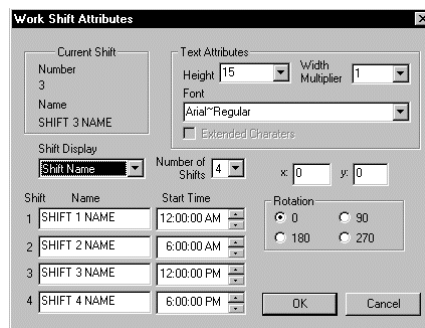 Work Shift Attributes
Current Shift
Number
3
Name
SHIFT 3 NAME
Text Attributes
Height 15 Width Multiplier 1
Font
Arial~Regular
Extended Charaters
Shift Display
Shift Name
Number of Shifts 4
x: 0 y: 0
Shift Name Start Time
1 SHIFT 1 NAME 12:00:00 AM
2 SHIFT 2 NAME 6:00:00 AM
3 SHIFT 3 NAME 12:00:00 PM
4 SHIFT 4 NAME 6:00:00 PM
Rotation
0 90
180 270
OK Cancel